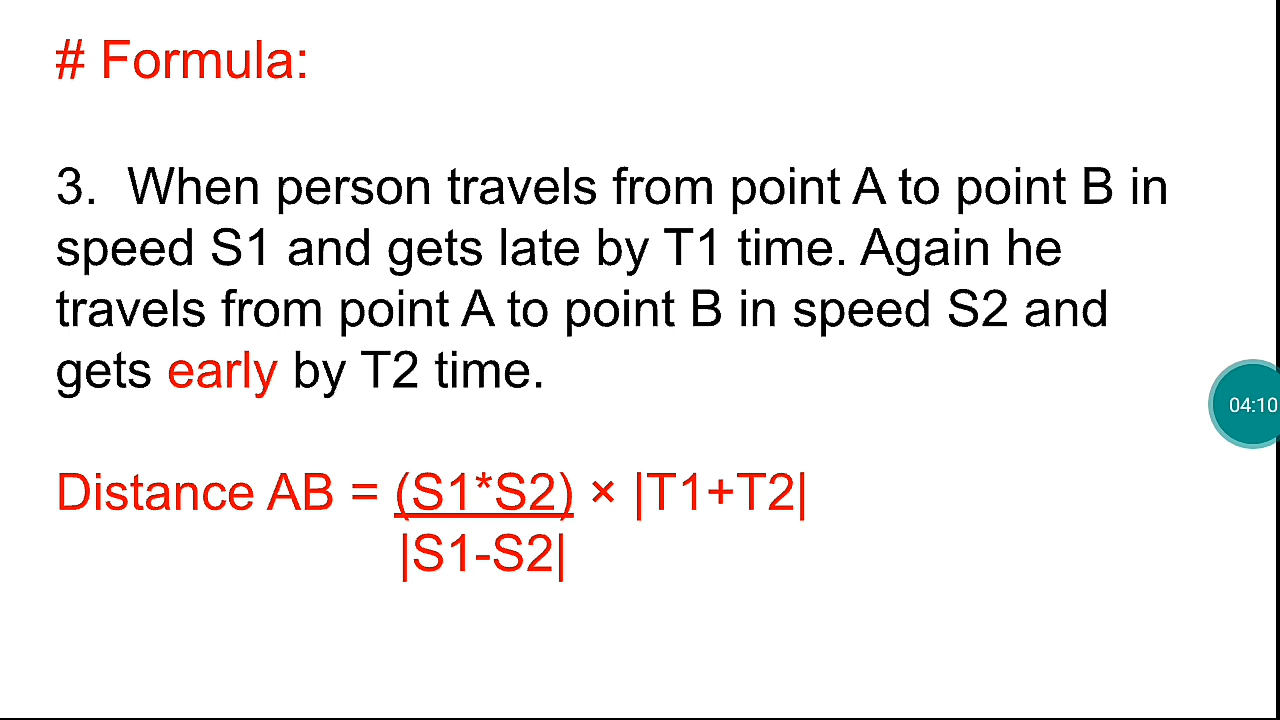 # Formula:
3. When person travels from point A to point B in
speed S1 and gets late by T1 time. Again he
travels from point A to point B in speed S2 and
gets early by T2 time.
04:10
Distance AB = (S1*S2) × |T1+T2|
|S1-S2|